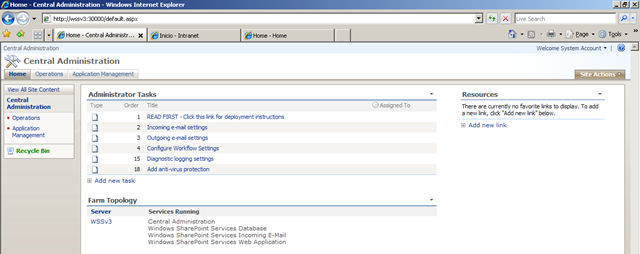 Home - Central Administration - Windows Internet Explorer
http://wssv3:30000/default.aspx
Live Search
Home - Central Administr...
Inicio - Intranet
Home - Home
Page
Tools
Central Administration
Welcome System Account
Central Administration
Home
Operations
Application Management
Site Actions
View All Site Content
Central Administration
Operations
Application Management
Recycle Bin
Administrator Tasks
Type Order Title Assigned To
1 READ FIRST - Click this link for deployment instructions
2 Incoming e-mail settings
3 Outgoing e-mail settings
4 Configure Workflow Settings
15 Diagnostic logging settings
18 Add anti-virus protection
Add new task
Farm Topology
Server Services Running
WSSv3 Central Administration
Windows SharePoint Services Database
Windows SharePoint Services Incoming E-Mail
Windows SharePoint Services Web Application
Resources
There are currently no favorite links to display. To add
a new link, click "Add new link" below.
Add new link